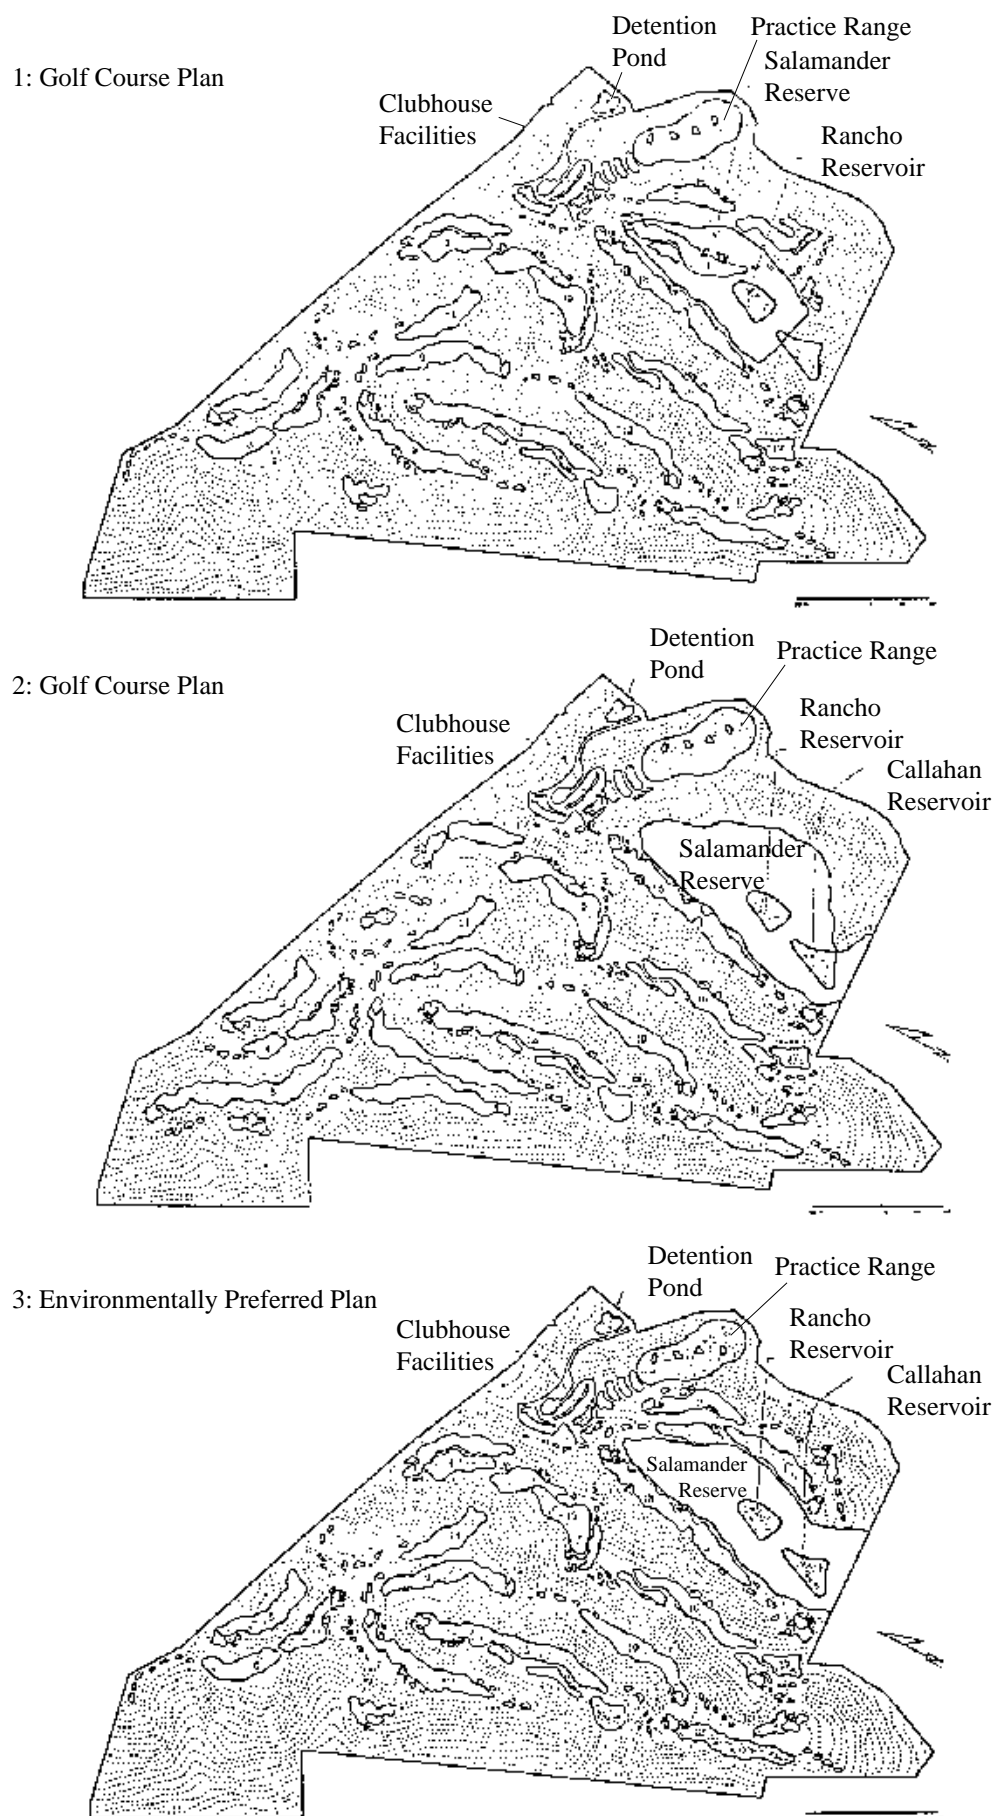 Detention
Pond
Practice Range
Salamander
Reserve
1: Golf Course Plan
Clubhouse
Facilities
Rancho
Reservoir
Detention
Pond
Practice Range
2: Golf Course Plan
Clubhouse
Facilities
Rancho
Reservoir
Callahan
Reservoir
Salamander
Reserve
Detention
Pond
Practice Range
3: Environmentally Preferred Plan
Clubhouse
Facilities
Rancho
Reservoir
Callahan
Reservoir
Salamander
Reserve